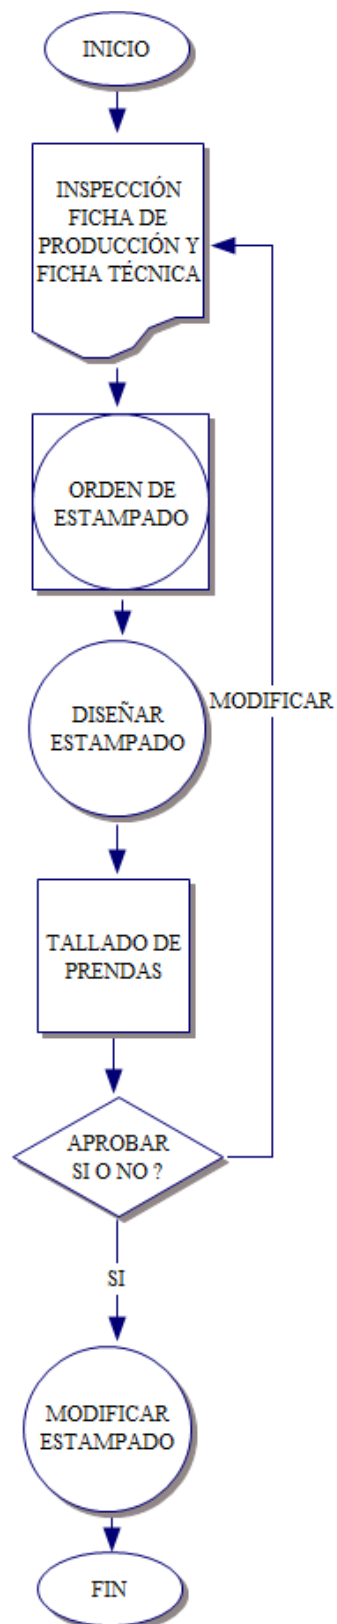 INICIO
INSPECCIÓN
FICHA DE
PRODUCCIÓN Y
FICHA TÉCNICA
ORDEN DE
ESTAMPADO
DISEÑAR
ESTAMPADO
MODIFICAR
TALLADO DE
PRENDAS
APROBAR
SI O NO ?
SI
MODIFICAR
ESTAMPADO
FIN